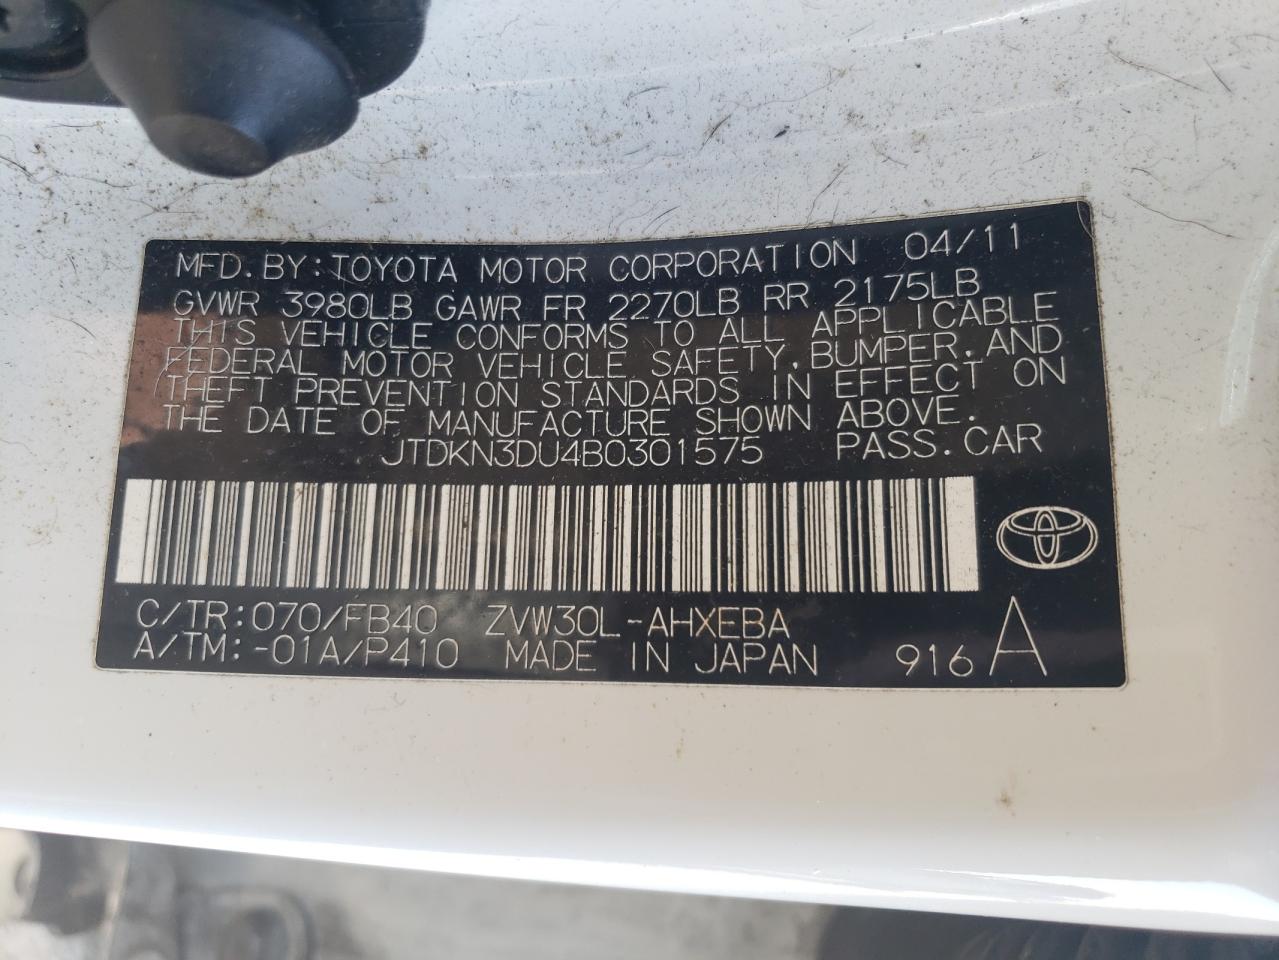 MFD. BY: TOYOTA MOTOR CORPORATION 04/11
GVWR 3980LB GAWR FR 2270LB RR 2175LB
THIS VEHICLE CONFORMS TO ALL APPLICABLE
FEDERAL MOTOR VEHICLE SAFETY, BUMPER, AND
THEFT PREVENTION STANDARDS IN EFFECT ON
THE DATE OF MANUFACTURE SHOWN ABOVE.
JTDKN3DU4B0301575 PASS. CAR
C/TR: 070/FB40 ZVW30L-AHXEBA
A/TM: -01A/P410 MADE IN JAPAN 916 A